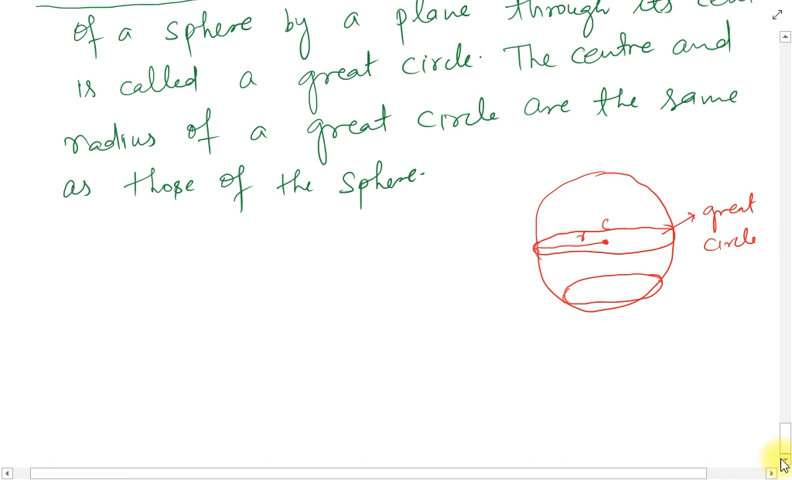 of a sphere by a plane through its
is called a great circle. The centre and
radius of a great circle are the same
as those of the sphere.
C
r
great
circle